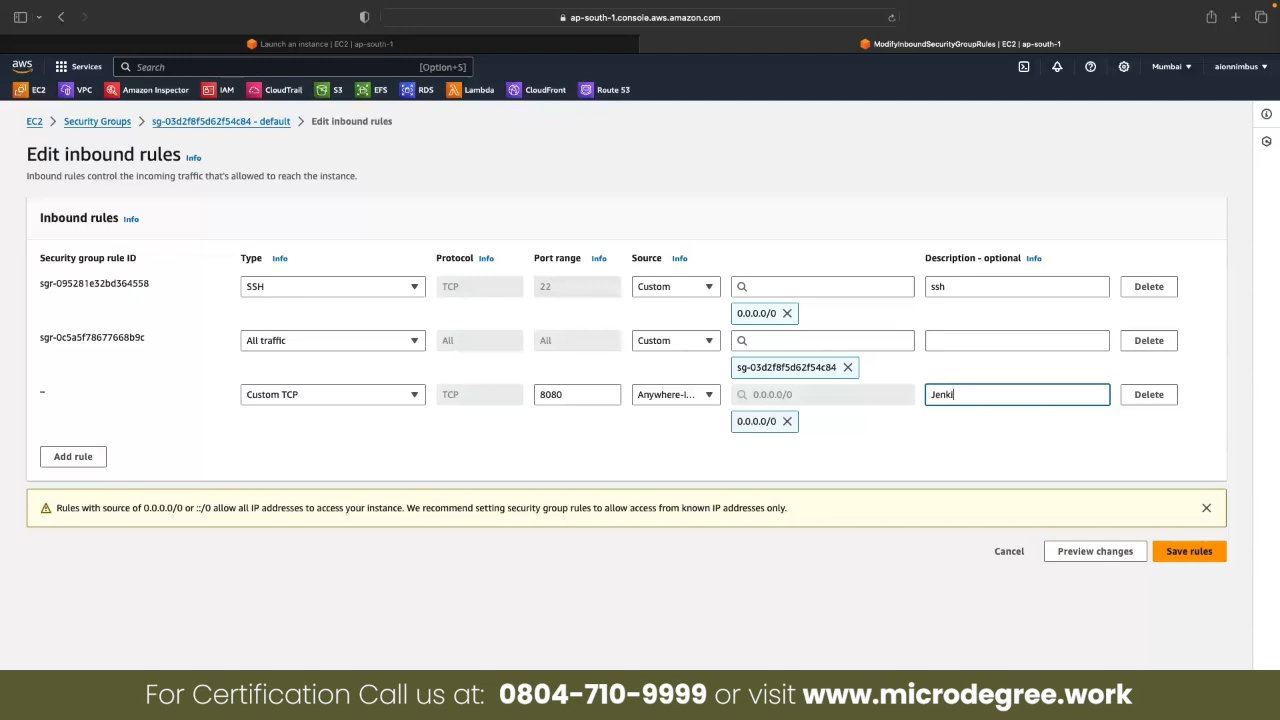 ap-south-1.console.aws.amazon.com
Launch an instance | EC2 | ap-south-1
ModifyInboundSecurityGroupRules | EC2 | ap-south-1
aws Services Search [Option+S] Mumbai aionnimbus
EC2 VPC Amazon Inspector IAM CloudTrail S3 EFS RDS Lambda CloudFront Route 53
EC2 > Security Groups > sg-03d2f8f5d62f54c84 - default > Edit inbound rules
Edit inbound rules Info
Inbound rules control the incoming traffic that's allowed to reach the instance.
Inbound rules Info
Security group rule ID Type Info Protocol Info Port range Info Source Info Description - optional Info
sgr-095281e32bd364558 SSH TCP 22 Custom ssh Delete
0.0.0.0/0
sgr-0c5a5f78677668b9c All traffic All All Custom Delete
sg-03d2f8f5d62f54c84
– Custom TCP TCP 8080 Anywhere-I... 0.0.0.0/0 Jenki Delete
0.0.0.0/0
Add rule
Rules with source of 0.0.0.0/0 or ::/0 allow all IP addresses to access your instance. We recommend setting security group rules to allow access from known IP addresses only.
Cancel Preview changes Save rules
For Certification Call us at: 0804-710-9999 or visit www.microdegree.work